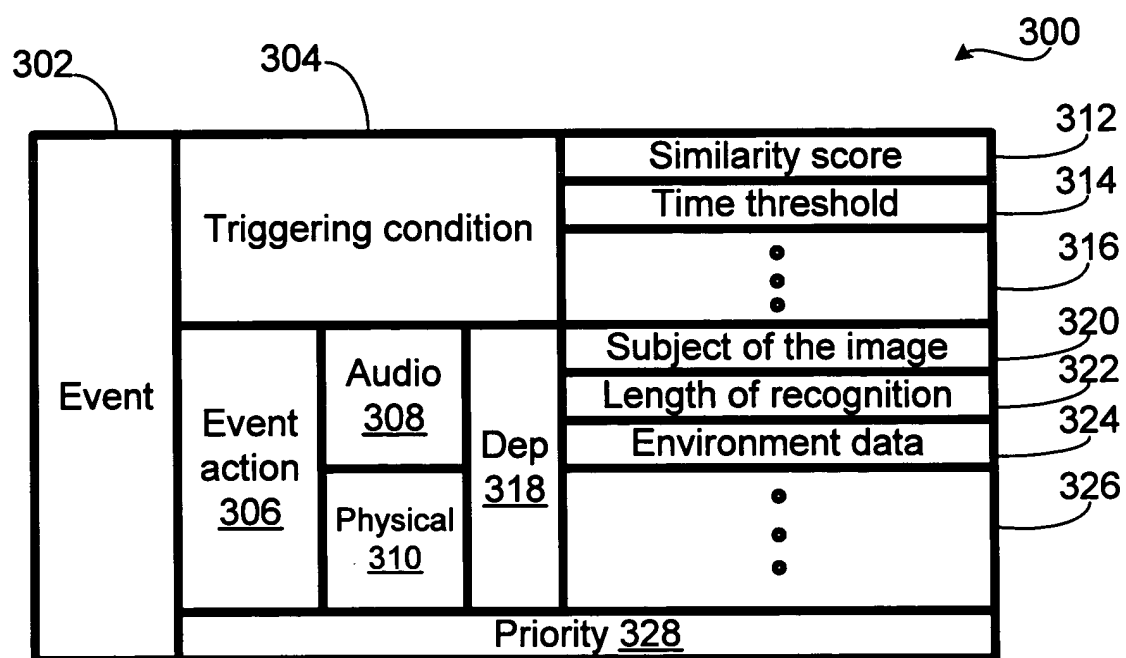 300
302
304
312
Similarity score
314
Time threshold
Triggering condition
316
320
Subject of the image
322
Length of recognition
324
Environment data
326
Event
Event
action
306
Audio
308
Physical
310
Dep
318
Priority 328